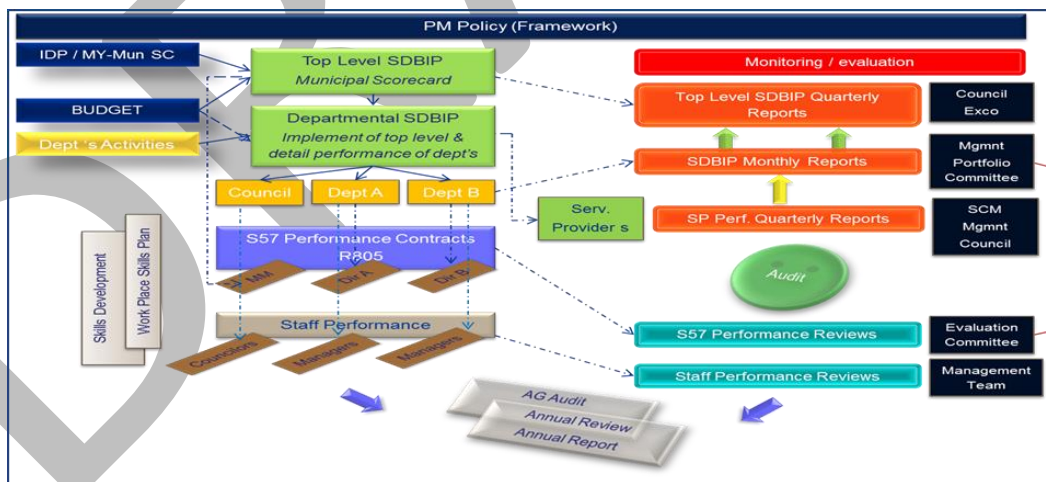 PM Policy (Framework)
IDP / MY-Mun SC
BUDGET
Dept 's Activities
Top Level SDBIP
Municipal Scorecard
Departmental SDBIP
Implement of top level &
detail performance of dept's
Council
Dept A
Dept B
Serv.
Provider s
S57 Performance Contracts
R805
MM
Dir A
Dir B
Staff Performance
Councilors
Managers
Managers
Skills Development
Work Place Skills Plan
Monitoring / evaluation
Top Level SDBIP Quarterly
Reports
SDBIP Monthly Reports
SP Perf. Quarterly Reports
Audit
S57 Performance Reviews
Staff Performance Reviews
Council
Exco
Mgmnt
Portfolio
Committee
SCM
Mgmnt
Council
Evaluation
Committee
Management
Team
AG Audit
Annual Review
Annual Report